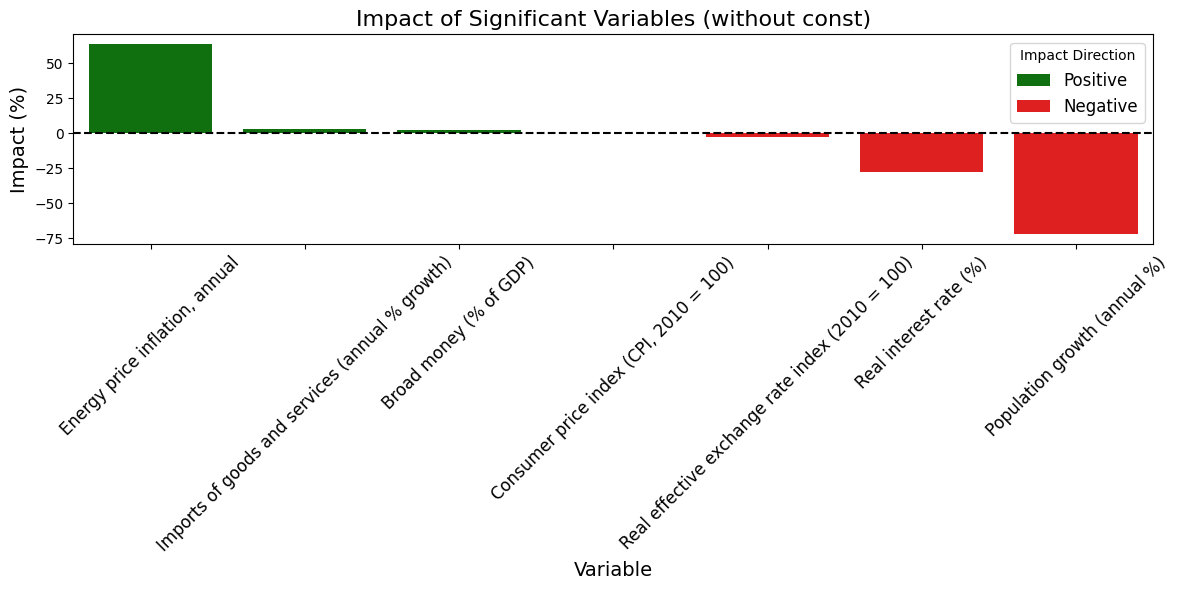 Impact of Significant Variables (without const)
Impact (%)
50
25
0
−25
−50
−75
Impact Direction
Positive
Negative
Energy price inflation, annual
Imports of goods and services (annual % growth)
Broad money (% of GDP)
Consumer price index (CPI, 2010 = 100)
Real effective exchange rate index (2010 = 100)
Real interest rate (%)
Population growth (annual %)
Variable